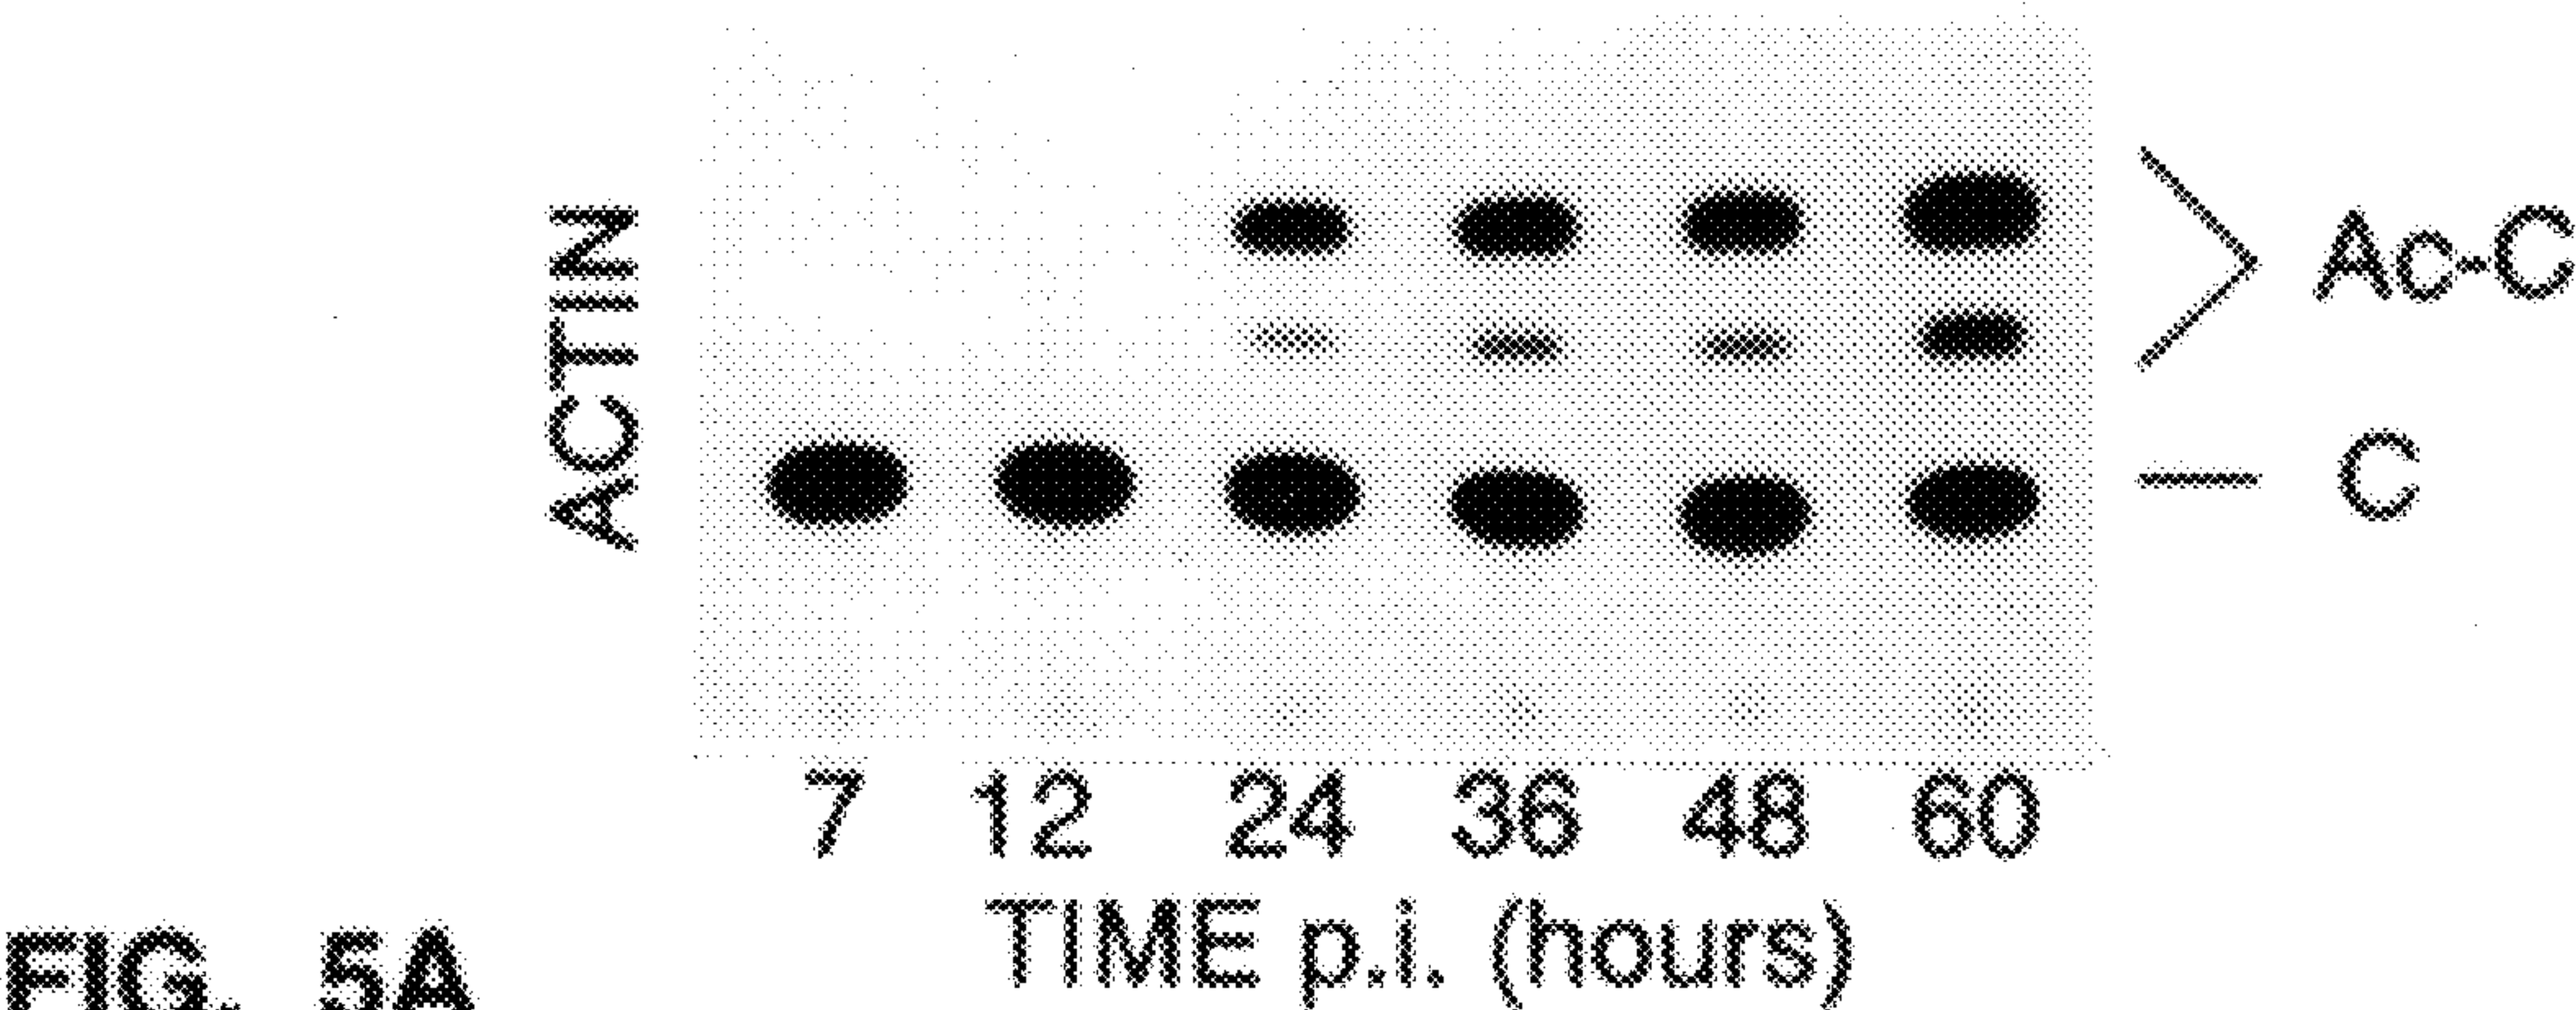 ACTIN
Ac-C
C
7 12 24 36 48 60
TIME p.i. (hours)
FIG. 5A